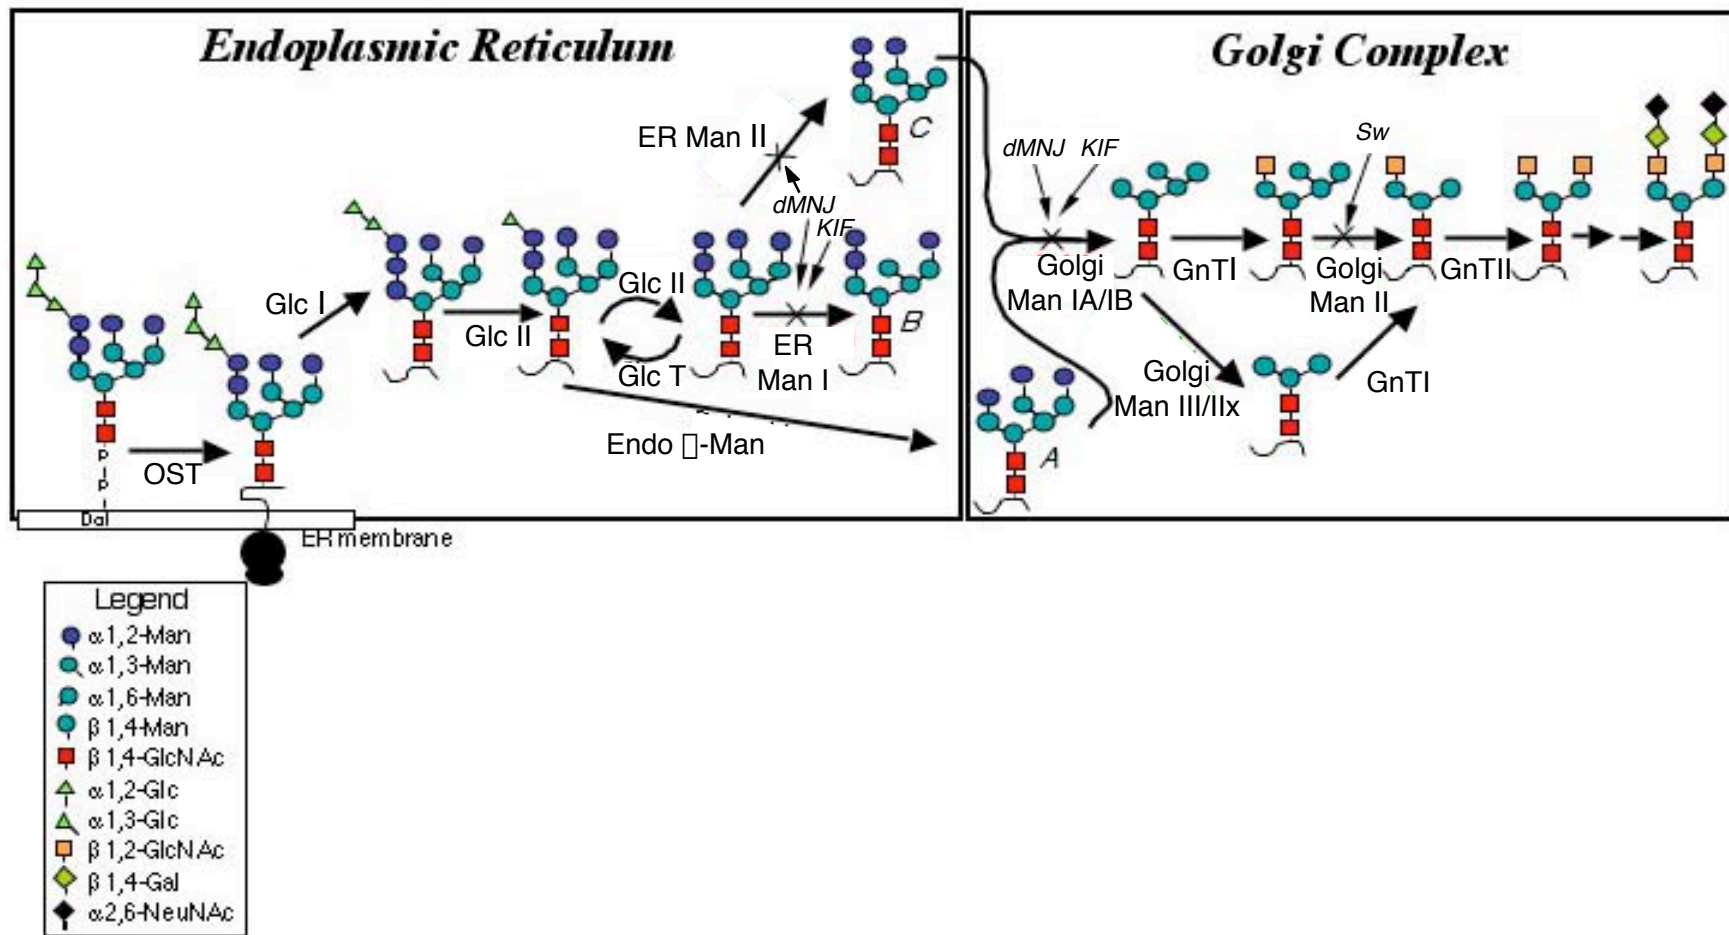 Endoplasmic Reticulum
Golgi Complex
ER Man II
C
dMNJ
KIF
dMNJ KIF
Sw
Glc I
Glc II
Glc II
Glc T
ER
Man I
B
Endo □-Man
OST
P
P
Dol
ER membrane
A
Golgi
Man IA/IB
GnTI
Golgi
Man II
GnTII
Golgi
Man III/IIx
GnTI
Legend
α1,2-Man
α1,3-Man
α1,6-Man
β1,4-Man
β1,4-GlcNAc
α1,2-Glc
α1,3-Glc
β1,2-GlcNAc
β1,4-Gal
α2,6-NeuNAc